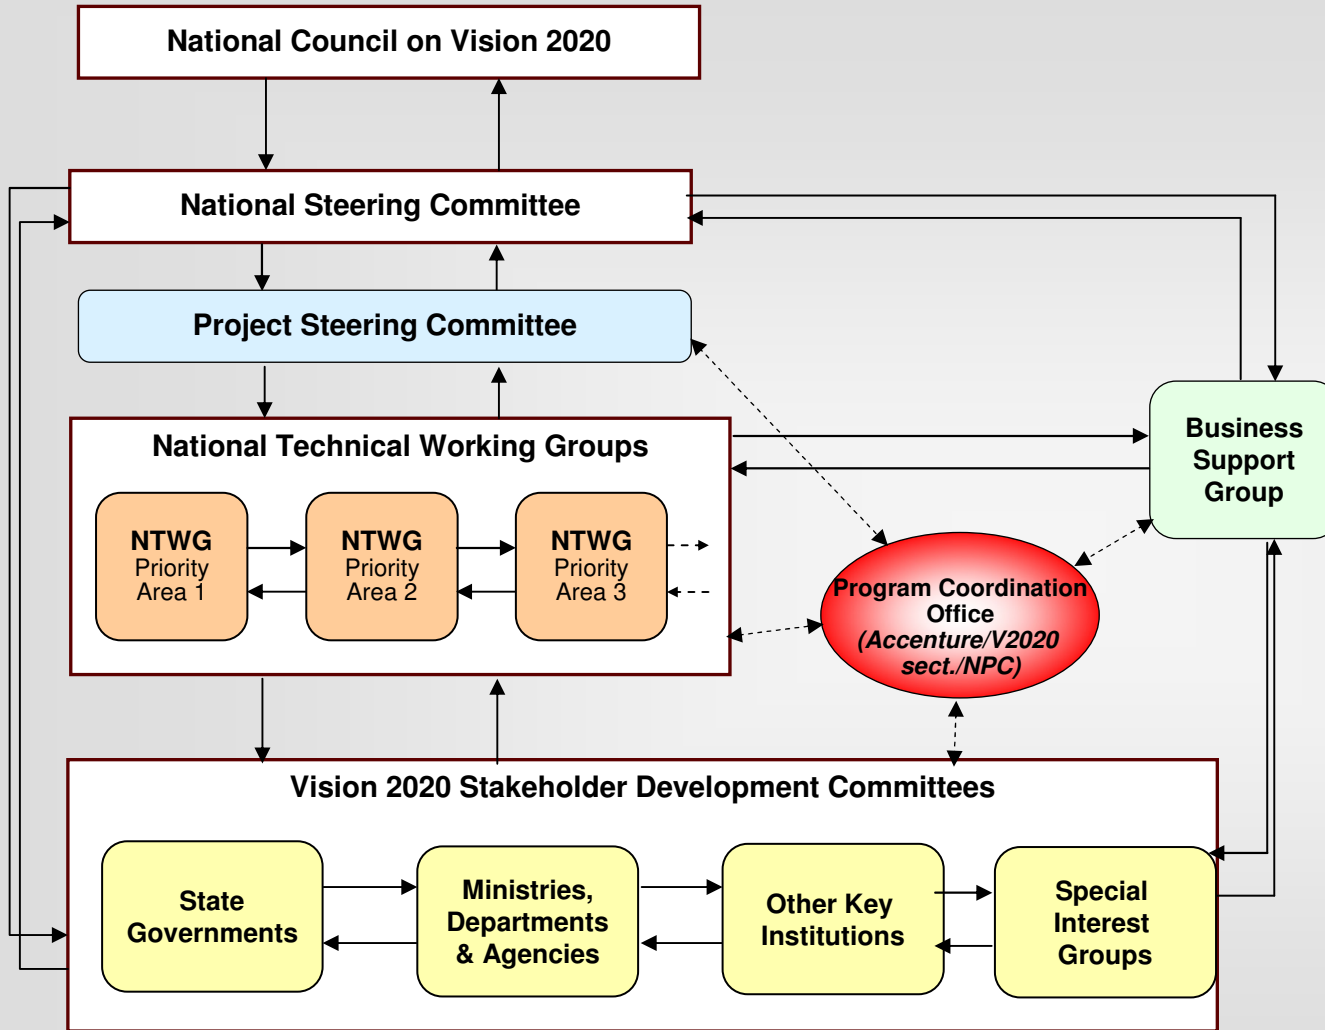 National Council on Vision 2020
National Steering Committee
Project Steering Committee
National Technical Working Groups
NTWG
Priority
Area 1
NTWG
Priority
Area 2
NTWG
Priority
Area 3
Business
Support
Group
Program Coordination
Office
(Accenture/V2020
sect./NPC)
Vision 2020 Stakeholder Development Committees
State
Governments
Ministries,
Departments
& Agencies
Other Key
Institutions
Special
Interest
Groups